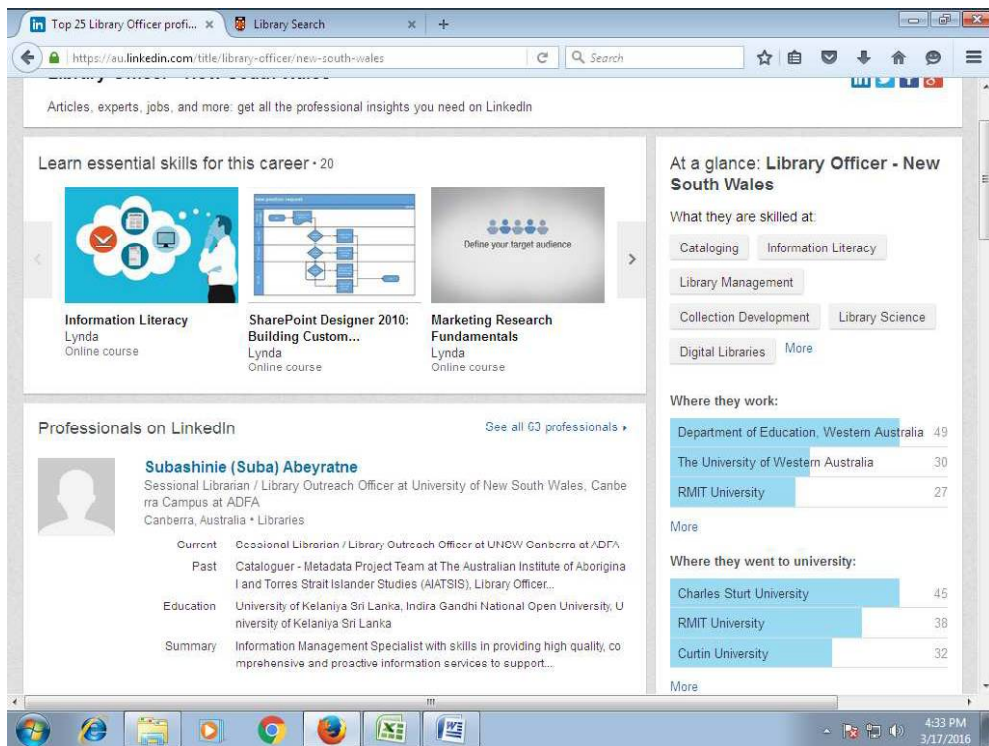 Top 25 Library Officer profi...
Library Search
https://au.linkedin.com/title/library-officer/new-south-wales
Search
Library Officer - New South Wales
Articles, experts, jobs, and more: get all the professional insights you need on LinkedIn
Learn essential skills for this career · 20
Define your target audience
Information Literacy
Lynda
Online course
SharePoint Designer 2010:
Building Custom...
Lynda
Online course
Marketing Research
Fundamentals
Lynda
Online course
Professionals on LinkedIn
See all 63 professionals ▸
Subashinie (Suba) Abeyratne
Sessional Librarian / Library Outreach Officer at University of New South Wales, Canbe
rra Campus at ADFA
Canberra, Australia • Libraries
Current Sessional Librarian / Library Outreach Officer at UNSW Canberra at ADFA
Past Cataloguer - Metadata Project Team at The Australian Institute of Aborigina
l and Torres Strait Islander Studies (AIATSIS), Library Officer...
Education University of Kelaniya Sri Lanka, Indira Gandhi National Open University, U
niversity of Kelaniya Sri Lanka
Summary Information Management Specialist with skills in providing high quality, co
mprehensive and proactive information services to support...
At a glance: Library Officer - New
South Wales
What they are skilled at:
Cataloging Information Literacy
Library Management
Collection Development Library Science
Digital Libraries More
Where they work:
Department of Education, Western Australia 49
The University of Western Australia 30
RMIT University 27
More
Where they went to university:
Charles Sturt University 45
RMIT University 38
Curtin University 32
More
4:33 PM
3/17/2016